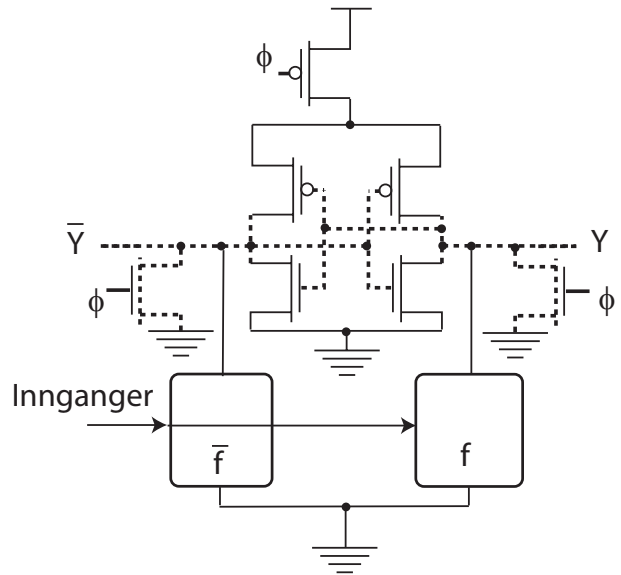 ϕ
Y̅ Y
ϕ ϕ
Innganger
f̅ f